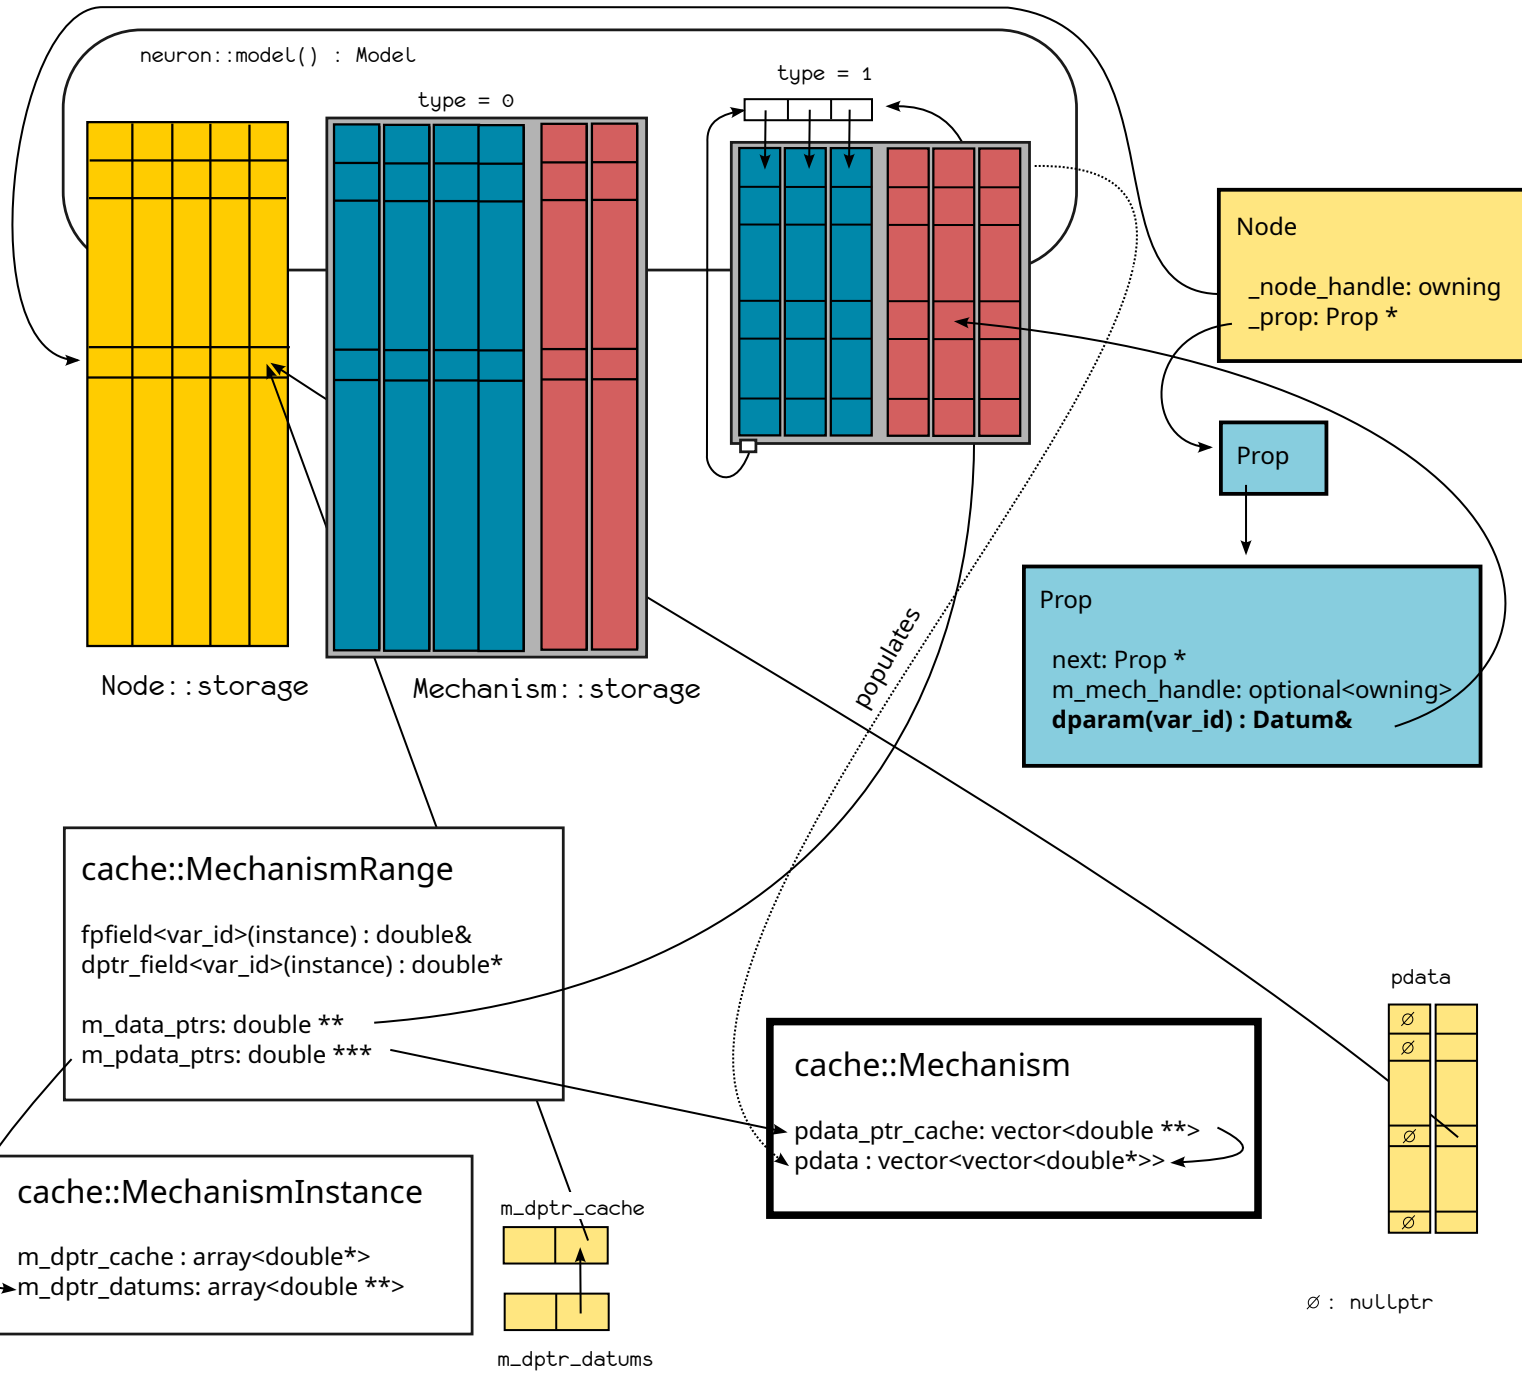 neuron::model() : Model
type = 1
type = 0
Node
_node_handle: owning
_prop: Prop *
Prop
Prop
next: Prop *
m_mech_handle: optional<owning>
dparam(var_id) : Datum&
Node::storage
Mechanism::storage
populates
cache::MechanismRange
fpfield<var_id>(instance) : double&
dptr_field<var_id>(instance) : double*
m_data_ptrs: double **
m_pdata_ptrs: double ***
cache::Mechanism
pdata_ptr_cache: vector<double **>
pdata : vector<vector<double*>>
pdata
∅
∅
∅
∅
cache::MechanismInstance
m_dptr_cache : array<double*>
m_dptr_datums: array<double **>
m_dptr_cache
m_dptr_datums
∅ : nullptr